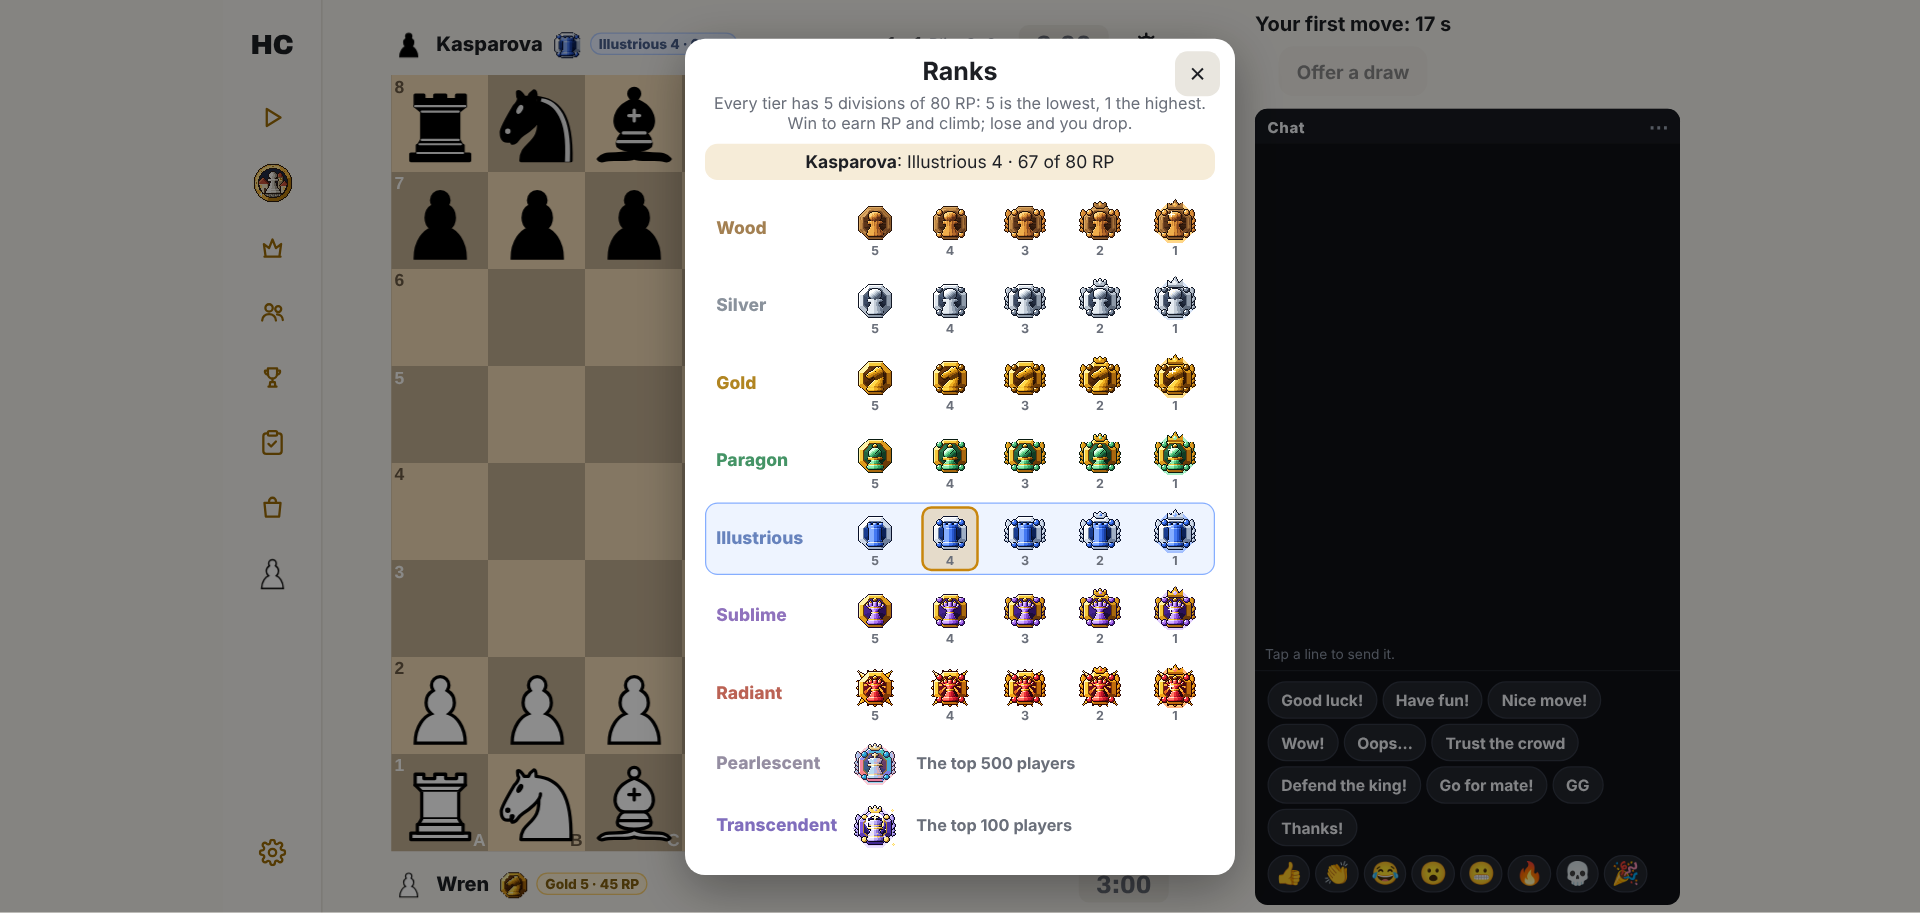 HC
Kasparova
Illustrious 4 ·
Your first move: 17 s
Offer a draw
Ranks
Every tier has 5 divisions of 80 RP: 5 is the lowest, 1 the highest.
Win to earn RP and climb; lose and you drop.
Kasparova: Illustrious 4 · 67 of 80 RP
Wood
5 4 3 2 1
Silver
5 4 3 2 1
Gold
5 4 3 2 1
Paragon
5 4 3 2 1
Illustrious
5 4 3 2 1
Sublime
5 4 3 2 1
Radiant
5 4 3 2 1
Pearlescent The top 500 players
Transcendent The top 100 players
8
7
6
5
4
3
2
1
A B C
Wren
Gold 5 · 45 RP
3:00
Chat
Tap a line to send it.
Good luck! Have fun! Nice move!
Wow! Oops... Trust the crowd
Defend the king! Go for mate! GG
Thanks!